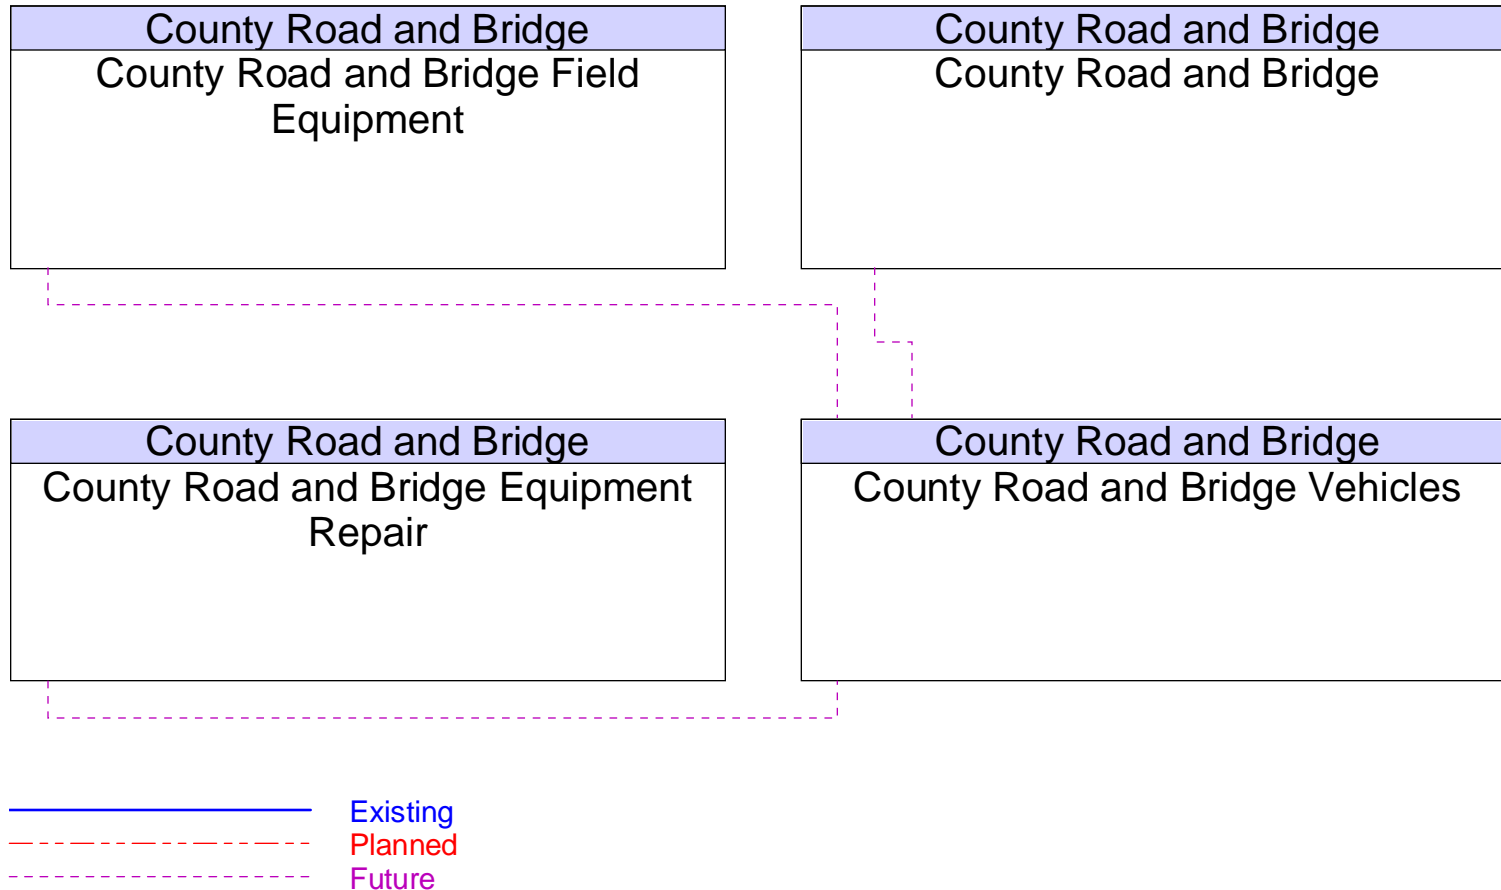 County Road and Bridge
County Road and Bridge Field
Equipment
County Road and Bridge
County Road and Bridge
County Road and Bridge
County Road and Bridge Equipment
Repair
County Road and Bridge
County Road and Bridge Vehicles
Existing
Planned
Future